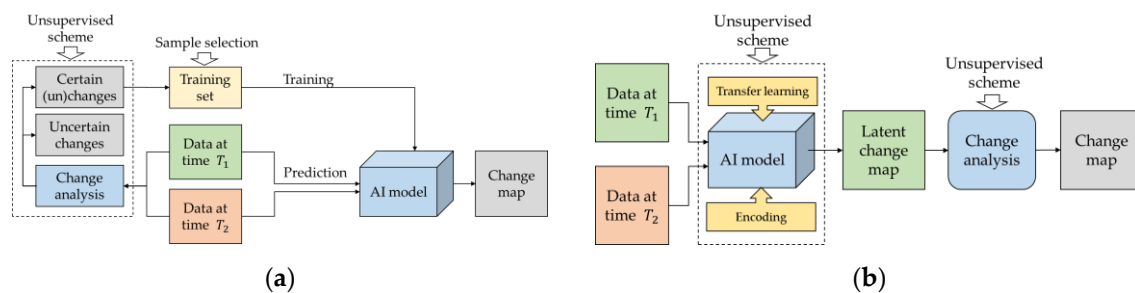 Unsupervised
scheme
Sample selection
Certain
(un)changes
Training
set
Training
Uncertain
changes
Data at
time T₁
Change
analysis
Prediction
AI model
Change
map
Data at
time T₂
(a)
Unsupervised
scheme
Unsupervised
scheme
Data at
time T₁
Transfer learning
AI model
Latent
change
map
Change
analysis
Change
map
Data at
time T₂
Encoding
(b)